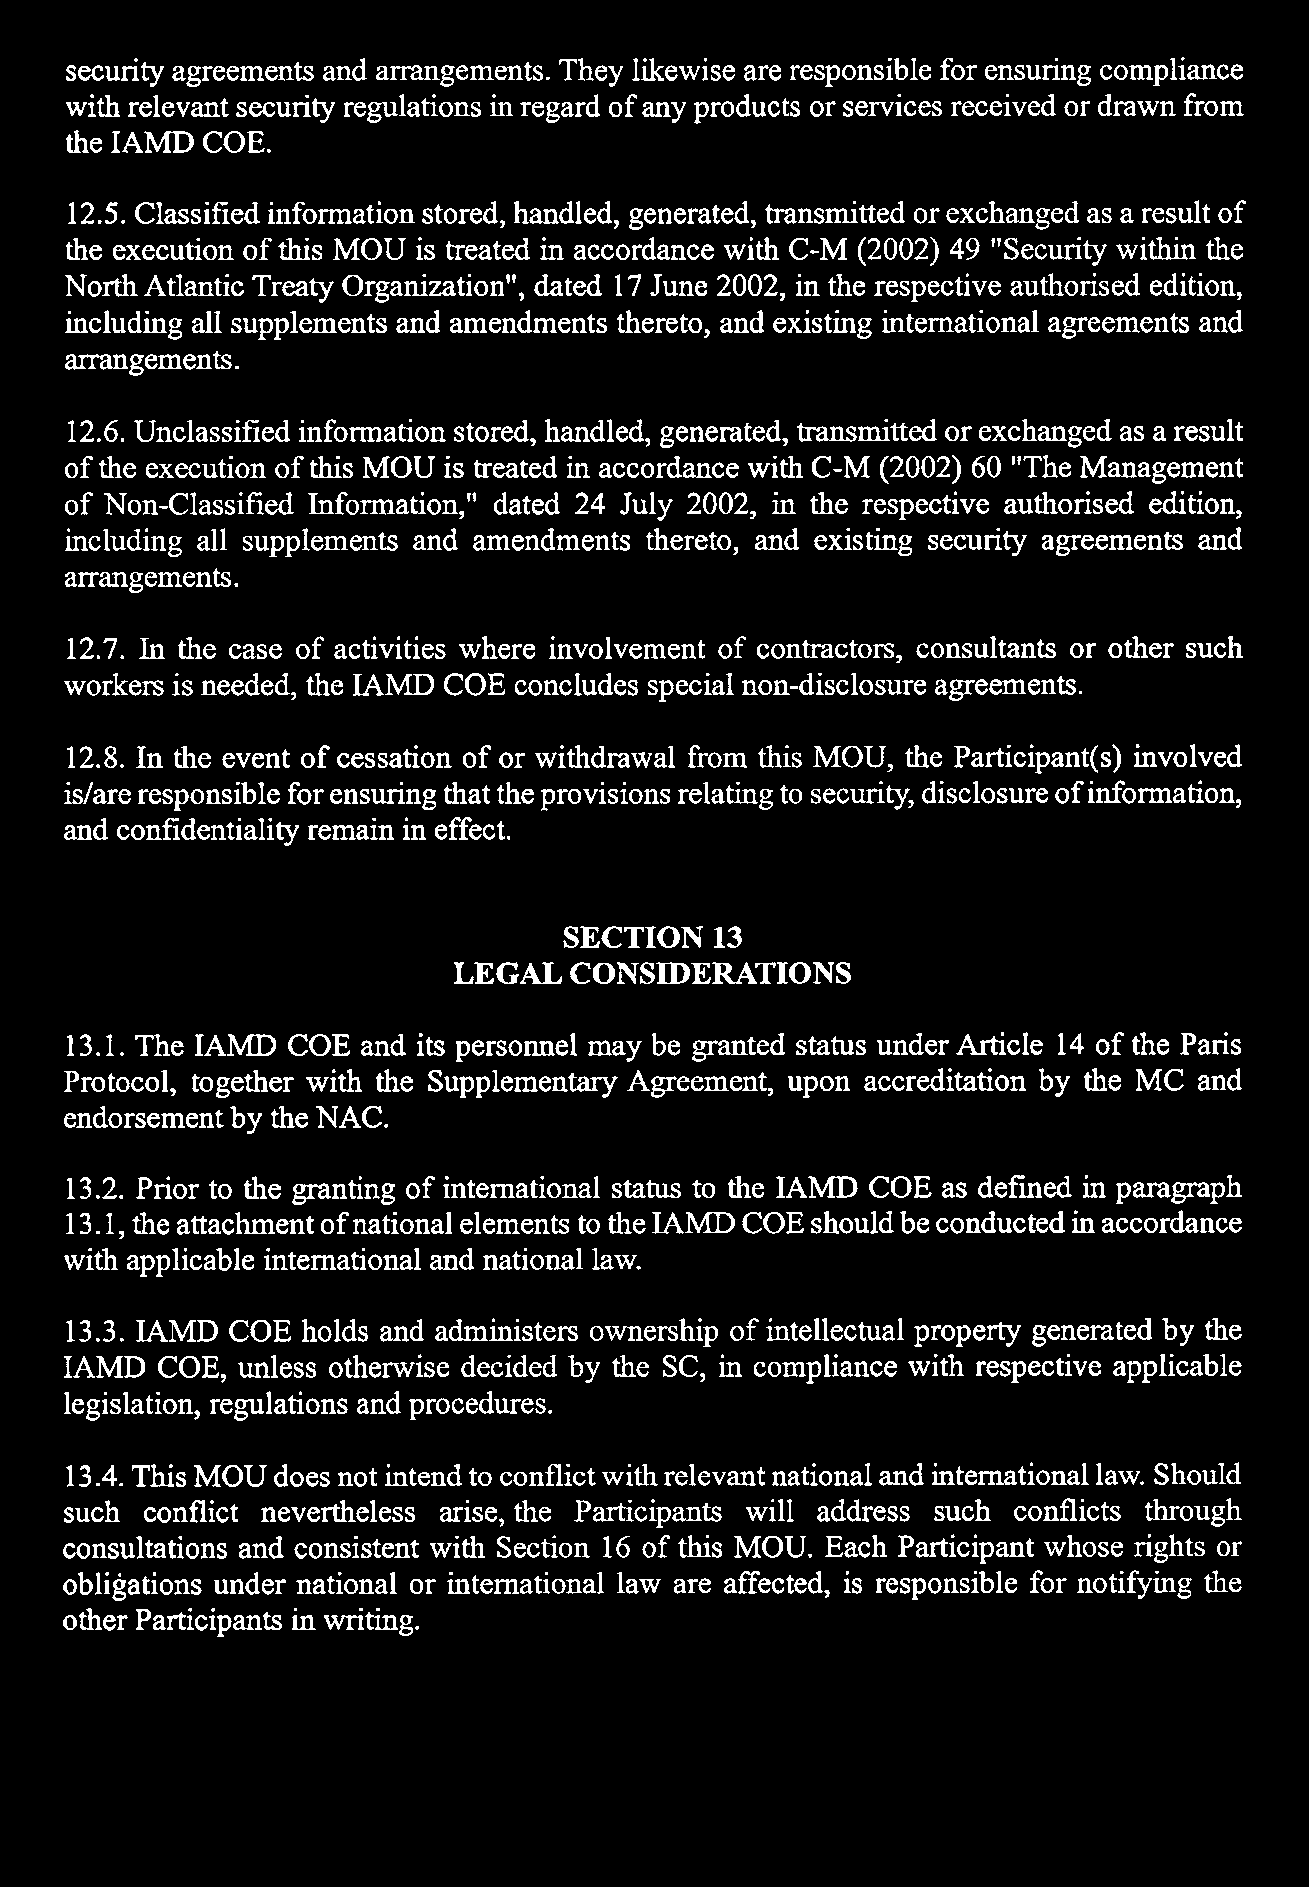 security agreements and arrangements. They likewise are responsible for ensuring compliance
with relevant security regulations in regard of any products or services received or drawn from
the IAMD COE.
12.5. Classified information stored, handled, generated, transmitted or exchanged as a result of
the execution of this MOU is treated in accordance with C-M (2002) 49 "Security within the
North Atlantic Treaty Organization", dated 17 June 2002, in the respective authorised edition,
including all supplements and amendments thereto, and existing international agreements and
arrangements.
12.6. Unclassified information stored, handled, generated, transmitted or exchanged as a result
of the execution of this MOU is treated in accordance with C-M (2002) 60 "The Management
of Non-Classified Information," dated 24 July 2002, in the respective authorised edition,
including all supplements and amendments thereto, and existing security agreements and
arrangements.
12.7. In the case of activities where involvement of contractors, consultants or other such
workers is needed, the IAMD COE concludes special non-disclosure agreements.
12.8. In the event of cessation of or withdrawal from this MOU, the Participant(s) involved
is/are responsible for ensuring that the provisions relating to security, disclosure of information,
and confidentiality remain in effect.
SECTION 13
LEGAL CONSIDERATIONS
13.1. The IAMD COE and its personnel may be granted status under Article 14 of the Paris
Protocol, together with the Supplementary Agreement, upon accreditation by the MC and
endorsement by the NAC.
13.2. Prior to the granting of international status to the IAMD COE as defined in paragraph
13.1, the attachment of national elements to the IAMD COE should be conducted in accordance
with applicable international and national law.
13.3. IAMD COE holds and administers ownership of intellectual property generated by the
IAMD COE, unless otherwise decided by the SC, in compliance with respective applicable
legislation, regulations and procedures.
13.4. This MOU does not intend to conflict with relevant national and international law. Should
such conflict nevertheless arise, the Participants will address such conflicts through
consultations and consistent with Section 16 of this MOU. Each Participant whose rights or
obligations under national or international law are affected, is responsible for notifying the
other Participants in writing.